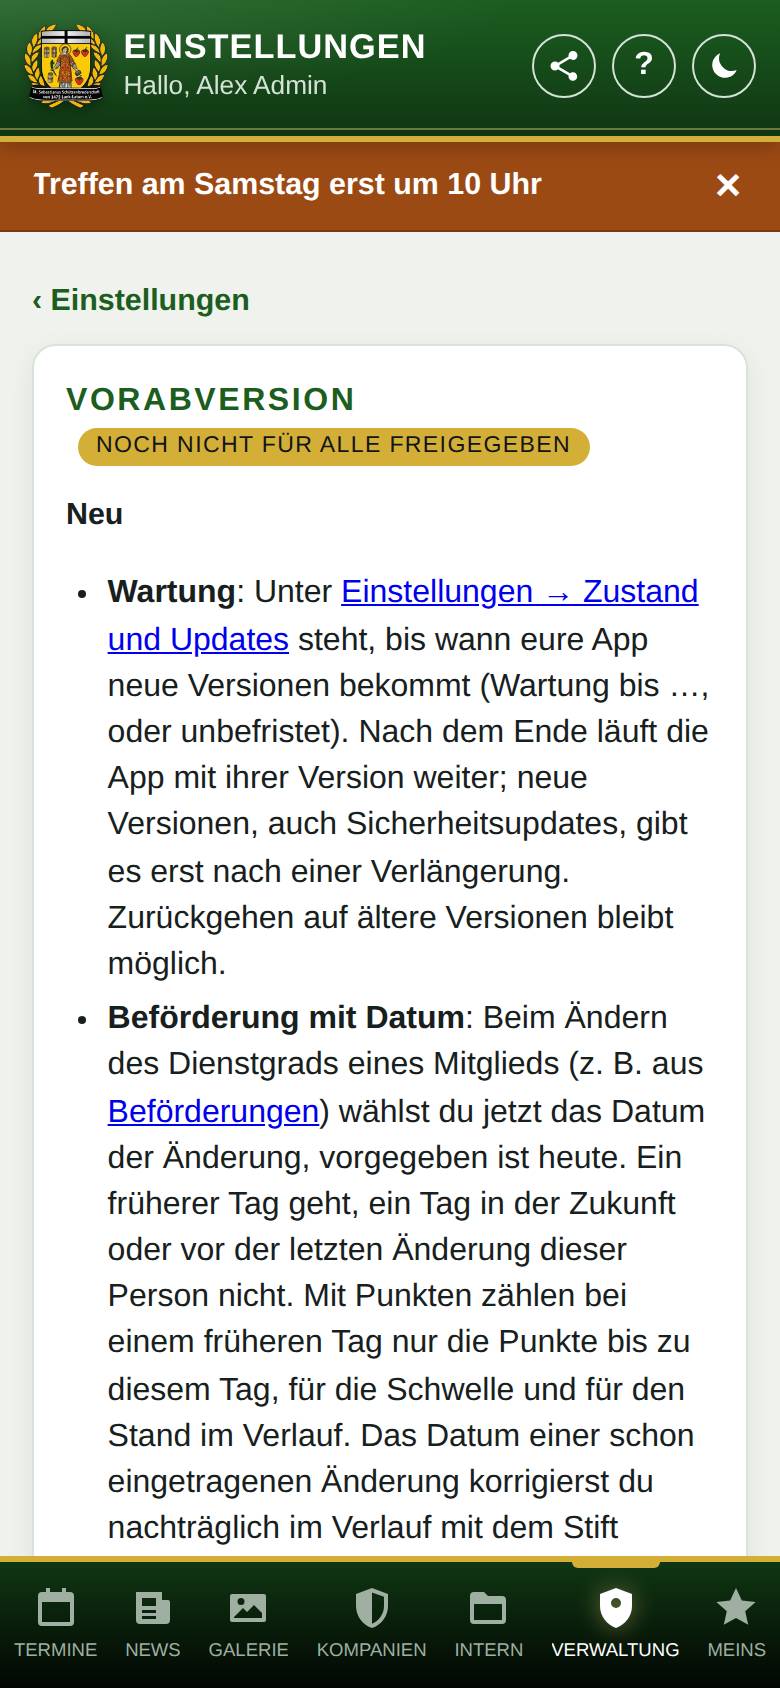 EINSTELLUNGEN
Hallo, Alex Admin
?
Treffen am Samstag erst um 10 Uhr
×
‹ Einstellungen
VORABVERSION
NOCH NICHT FÜR ALLE FREIGEGEBEN
Neu
• Wartung: Unter Einstellungen → Zustand
und Updates steht, bis wann eure App
neue Versionen bekommt (Wartung bis …,
oder unbefristet). Nach dem Ende läuft die
App mit ihrer Version weiter; neue
Versionen, auch Sicherheitsupdates, gibt
es erst nach einer Verlängerung.
Zurückgehen auf ältere Versionen bleibt
möglich.
• Beförderung mit Datum: Beim Ändern
des Dienstgrads eines Mitglieds (z. B. aus
Beförderungen) wählst du jetzt das Datum
der Änderung, vorgegeben ist heute. Ein
früherer Tag geht, ein Tag in der Zukunft
oder vor der letzten Änderung dieser
Person nicht. Mit Punkten zählen bei
einem früheren Tag nur die Punkte bis zu
diesem Tag, für die Schwelle und für den
Stand im Verlauf. Das Datum einer schon
eingetragenen Änderung korrigierst du
nachträglich im Verlauf mit dem Stift
TERMINE NEWS GALERIE KOMPANIEN INTERN VERWALTUNG MEINS